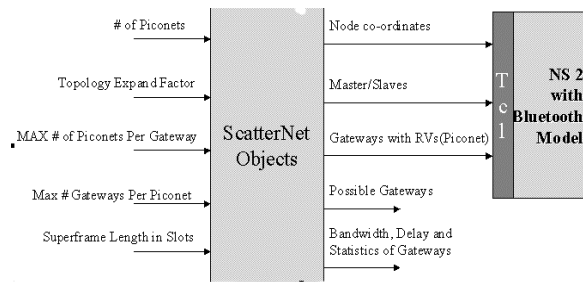 # of Piconets
Topology Expand Factor
MAX # of Piconets Per Gateway
Max # Gateways Per Piconet
Superframe Length in Slots
ScatterNet
Objects
Node co-ordinates
Master/Slaves
Gateways with RVs(Piconet)
Possible Gateways
Bandwidth, Delay and
Statistics of Gateways
Tcl
NS 2
with
Bluetooth
Model